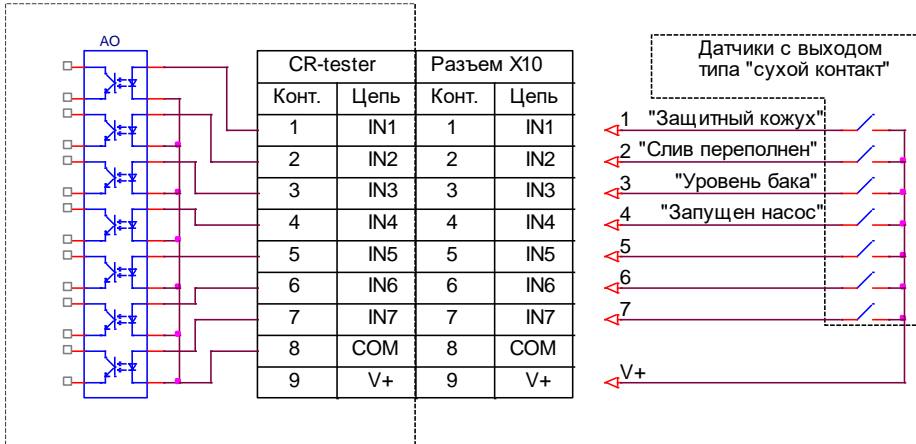 AO
Датчики с выходом
типа "сухой контакт"
CR-tester Разъем X10
Конт. Цепь Конт. Цепь
1 IN1 1 IN1
2 IN2 2 IN2
3 IN3 3 IN3
4 IN4 4 IN4
5 IN5 5 IN5
6 IN6 6 IN6
7 IN7 7 IN7
8 COM 8 COM
9 V+ 9 V+
1 "Защитный кожух"
2 "Слив переполнен"
3 "Уровень бака"
4 "Запущен насос"
5
6
7
V+